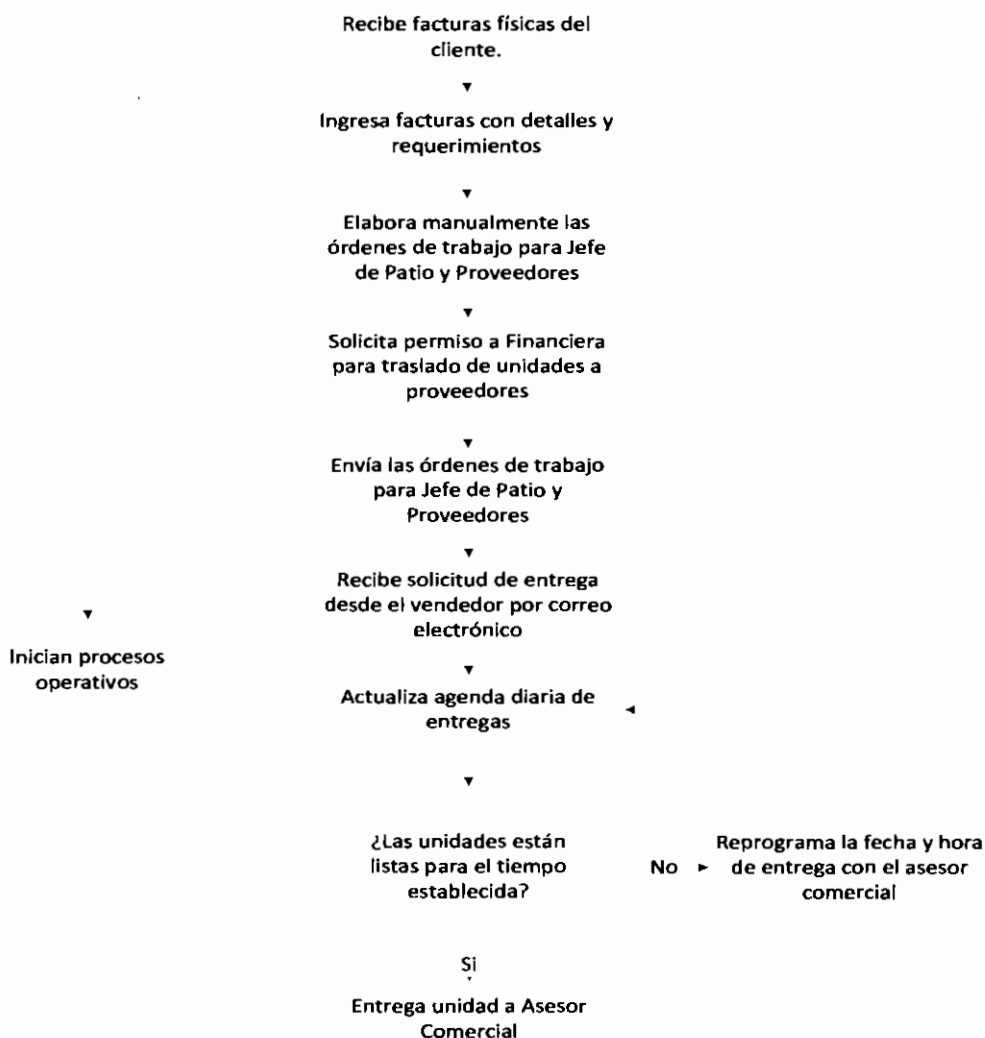 Recibe facturas físicas del
cliente.
Ingresa facturas con detalles y
requerimientos
Elabora manualmente las
órdenes de trabajo para Jefe
de Patio y Proveedores
Solicita permiso a Financiera
para traslado de unidades a
proveedores
Envía las órdenes de trabajo
para Jefe de Patio y
Proveedores
Recibe solicitud de entrega
desde el vendedor por correo
electrónico
Inician procesos
operativos
Actualiza agenda diaria de
entregas
¿Las unidades están
listas para el tiempo
establecida?
No
Reprograma la fecha y hora
de entrega con el asesor
comercial
Si
Entrega unidad a Asesor
Comercial